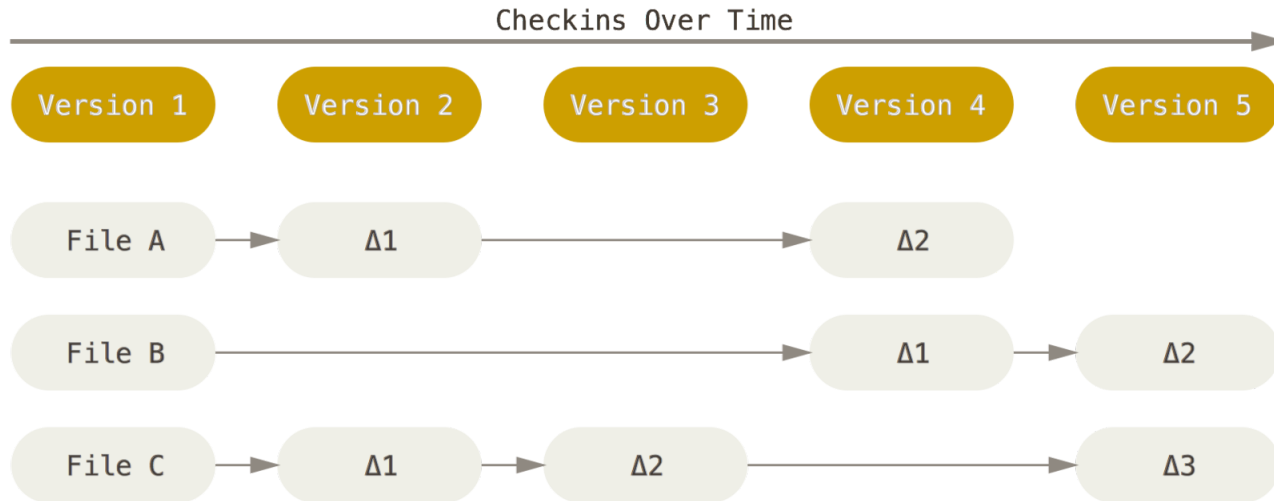 Checkins Over Time
Version 1 Version 2 Version 3 Version 4 Version 5
File A Δ1 Δ2
File B Δ1 Δ2
File C Δ1 Δ2 Δ3